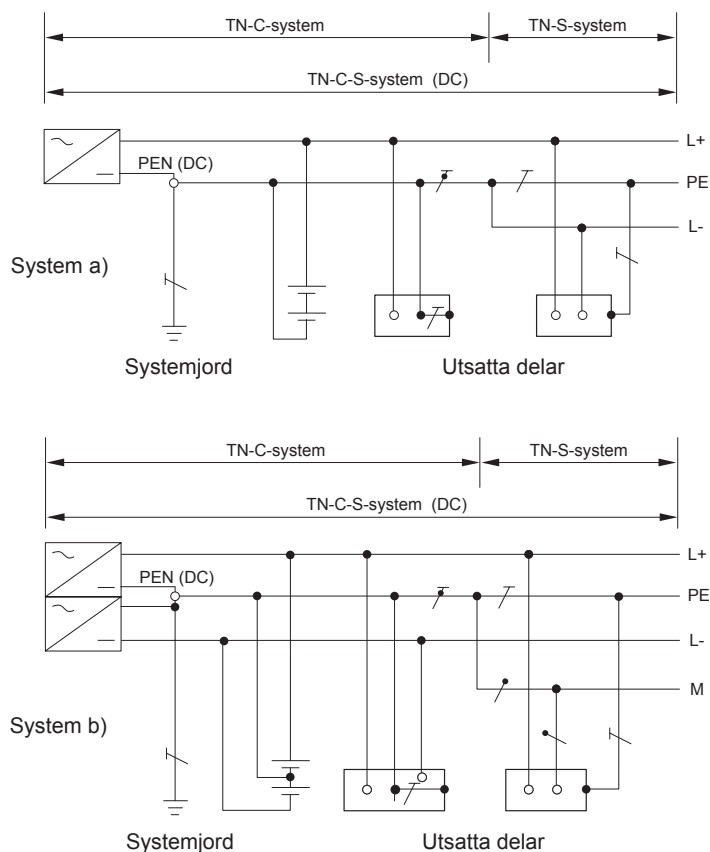 TN-C-system TN-S-system
TN-C-S-system (DC)
L+
PEN (DC)
PE
L-
System a)
Systemjord Utsatta delar
TN-C-system TN-S-system
TN-C-S-system (DC)
L+
PEN (DC)
PE
L-
M
System b)
Systemjord Utsatta delar